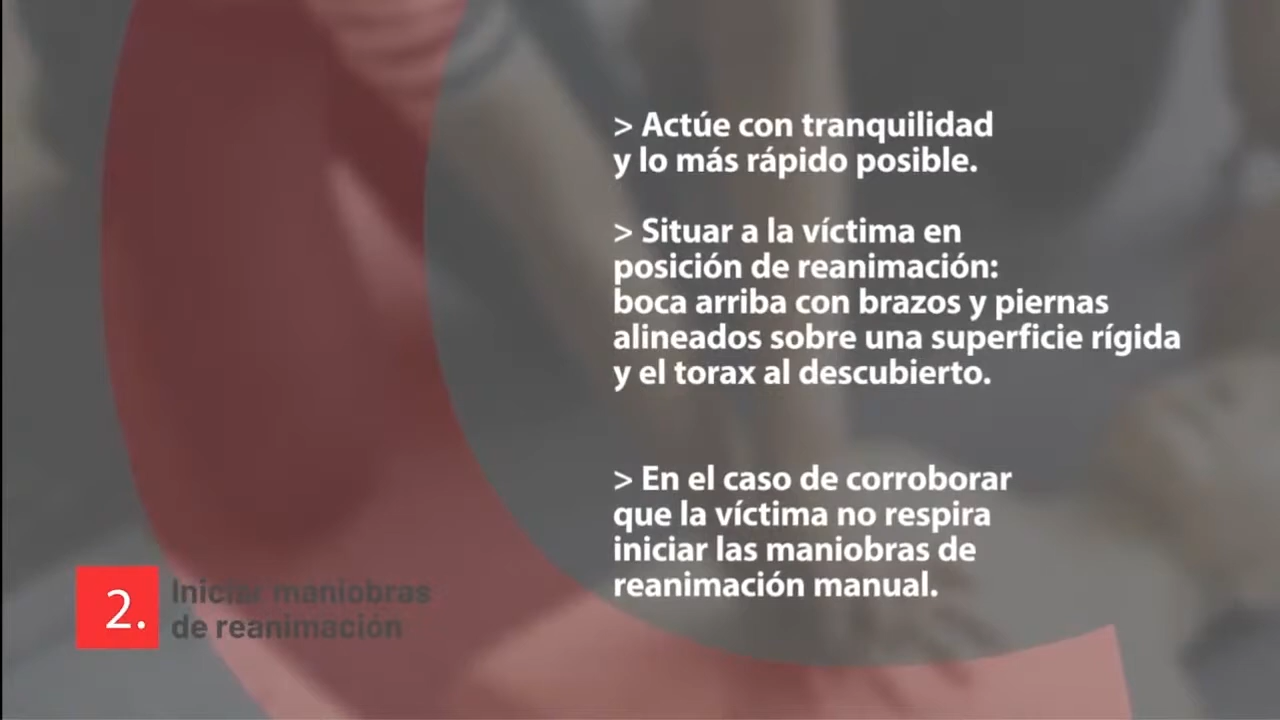 > Actúe con tranquilidad
y lo más rápido posible.
> Situar a la víctima en
posición de reanimación:
boca arriba con brazos y piernas
alineados sobre una superficie rígida
y el torax al descubierto.
> En el caso de corroborar
que la víctima no respira
iniciar las maniobras de
reanimación manual.
2. Iniciar maniobras
de reanimación